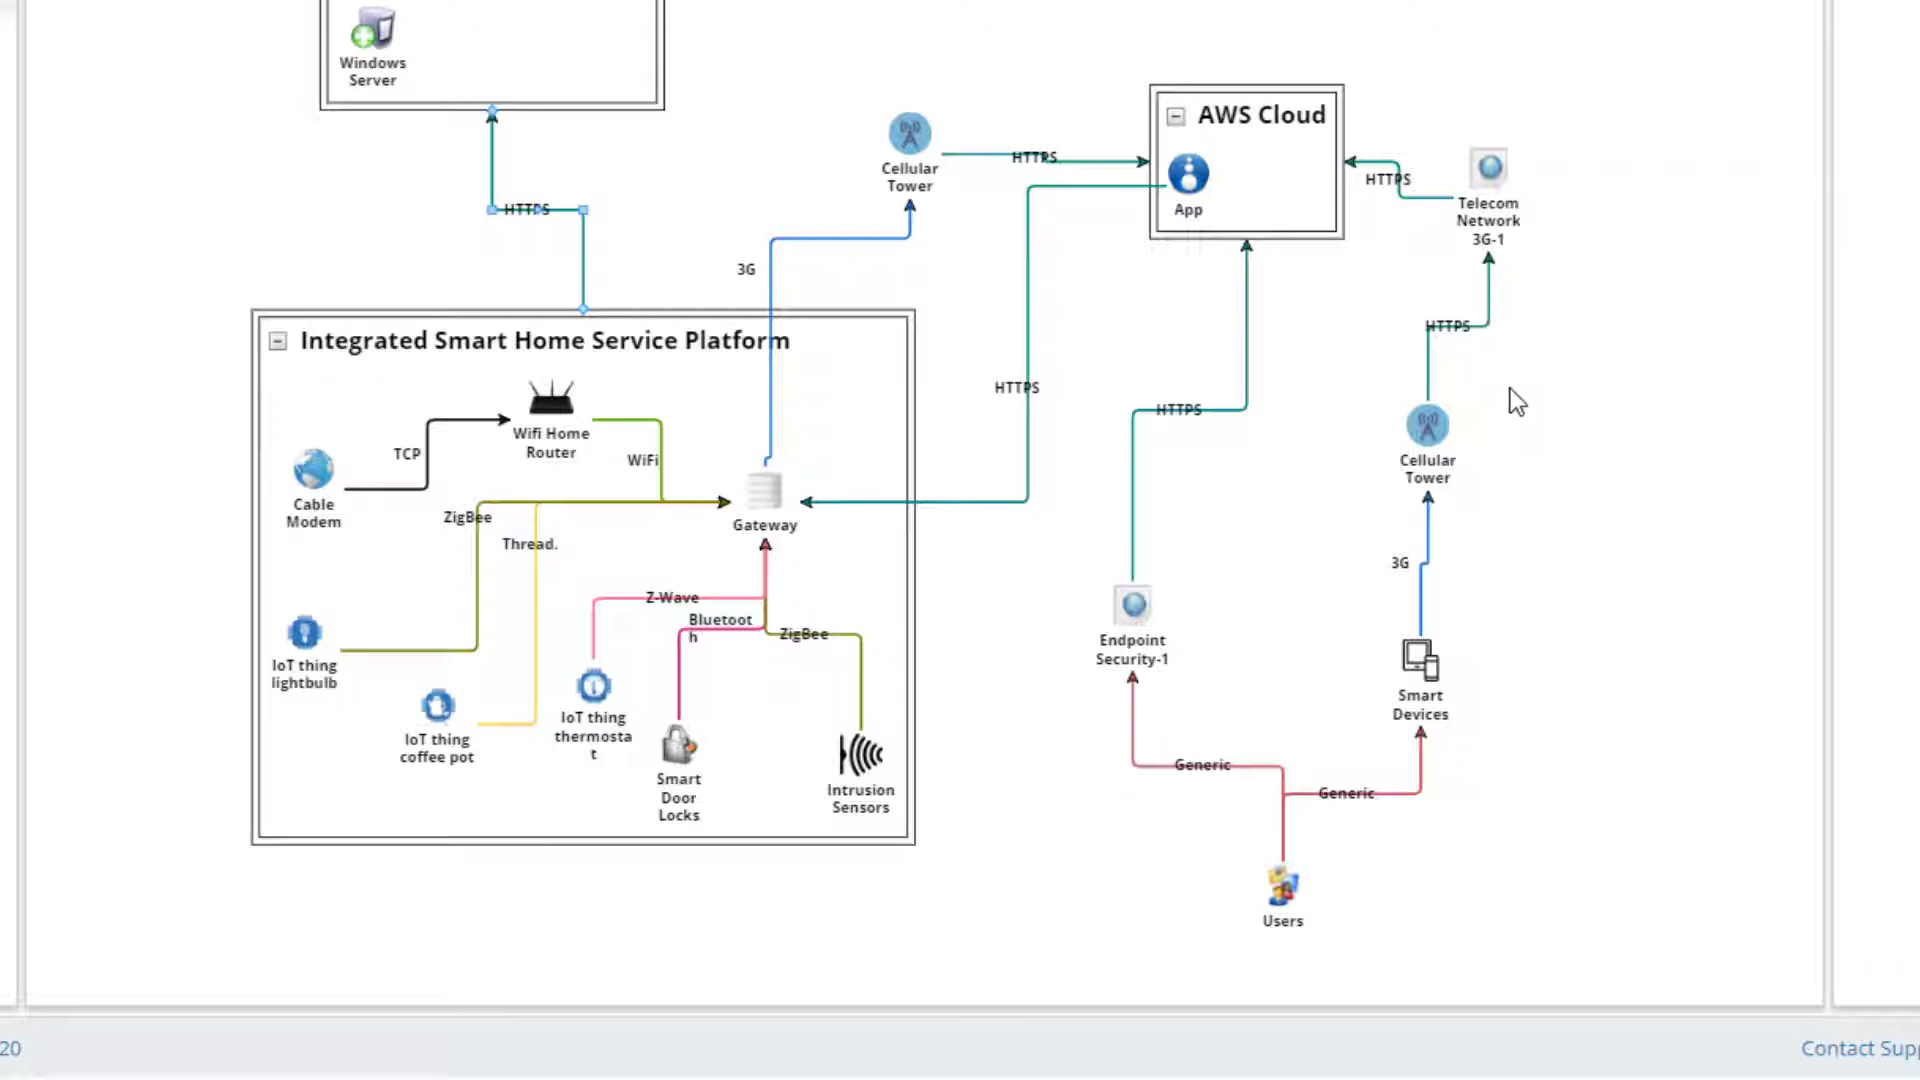 Windows
Server
AWS Cloud
Cellular
Tower
HTTPS
App
HTTPS
Telecom
Network
3G-1
HTTPS
3G
HTTPS
Integrated Smart Home Service Platform
HTTPS
HTTPS
Wifi Home
Router
TCP
WiFi
Cellular
Tower
Cable
Modem
ZigBee
Gateway
Thread.
3G
Z-Wave
Bluetoot
h
ZigBee
Endpoint
Security-1
IoT thing
lightbulb
Smart
Devices
IoT thing
coffee pot
IoT thing
thermosta
t
Smart
Door
Locks
Intrusion
Sensors
Generic
Generic
Users
20
Contact Supp